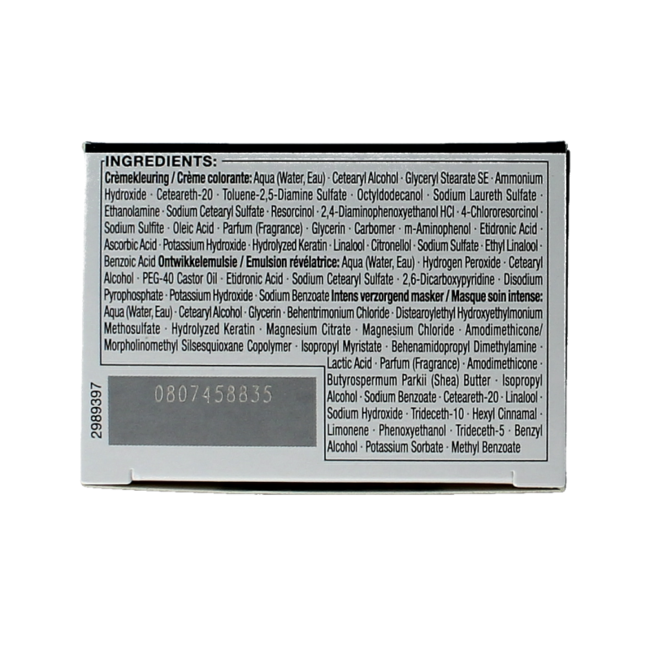 INGREDIENTS:
Crèmekleuring / Crème colorante: Aqua (Water, Eau) · Cetearyl Alcohol · Glyceryl Stearate SE · Ammonium
Hydroxide · Ceteareth-20 · Toluene-2,5-Diamine Sulfate · Octyldodecanol · Sodium Laureth Sulfate ·
Ethanolamine · Sodium Cetearyl Sulfate · Resorcinol · 2,4-Diaminophenoxyethanol HCl · 4-Chlororesorcinol ·
Sodium Sulfite · Oleic Acid · Parfum (Fragrance) · Glycerin · Carbomer · m-Aminophenol · Etidronic Acid ·
Ascorbic Acid · Potassium Hydroxide · Hydrolyzed Keratin · Linalool · Citronellol · Sodium Sulfate · Ethyl Linalool ·
Benzoic Acid Ontwikkelemulsie / Emulsion révélatrice: Aqua (Water, Eau) · Hydrogen Peroxide · Cetearyl
Alcohol · PEG-40 Castor Oil · Etidronic Acid · Sodium Cetearyl Sulfate · 2,6-Dicarboxypyridine · Disodium
Pyrophosphate · Potassium Hydroxide · Sodium Benzoate Intens verzorgend masker / Masque soin intense:
Aqua (Water, Eau) · Cetearyl Alcohol · Glycerin · Behentrimonium Chloride · Distearoylethyl Hydroxyethylmonium
Methosulfate · Hydrolyzed Keratin · Magnesium Citrate · Magnesium Chloride · Amodimethicone/
Morpholinomethyl Silsesquioxane Copolymer · Isopropyl Myristate · Behenamidopropyl Dimethylamine ·
Lactic Acid · Parfum (Fragrance) · Amodimethicone ·
Butyrospermum Parkii (Shea) Butter · Isopropyl
Alcohol · Sodium Benzoate · Ceteareth-20 · Linalool ·
Sodium Hydroxide · Trideceth-10 · Hexyl Cinnamal ·
Limonene · Phenoxyethanol · Trideceth-5 · Benzyl
Alcohol · Potassium Sorbate · Methyl Benzoate
0807458835
2989397